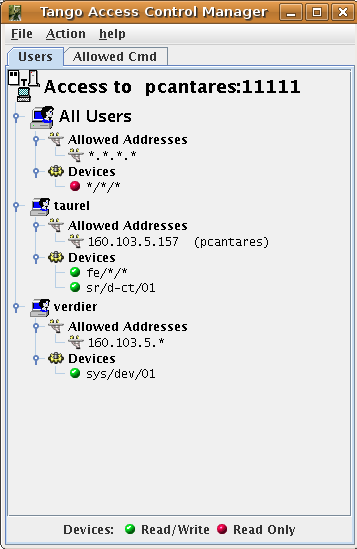 Tango Access Control Manager
File Action help
Users Allowed Cmd
Access to pcantares:11111
All Users
Allowed Addresses
*.*.*.*
Devices
*/*/*
taurel
Allowed Addresses
160.103.5.157 (pcantares)
Devices
fe/*/*
sr/d-ct/01
verdier
Allowed Addresses
160.103.5.*
Devices
sys/dev/01
Devices: Read/Write Read Only